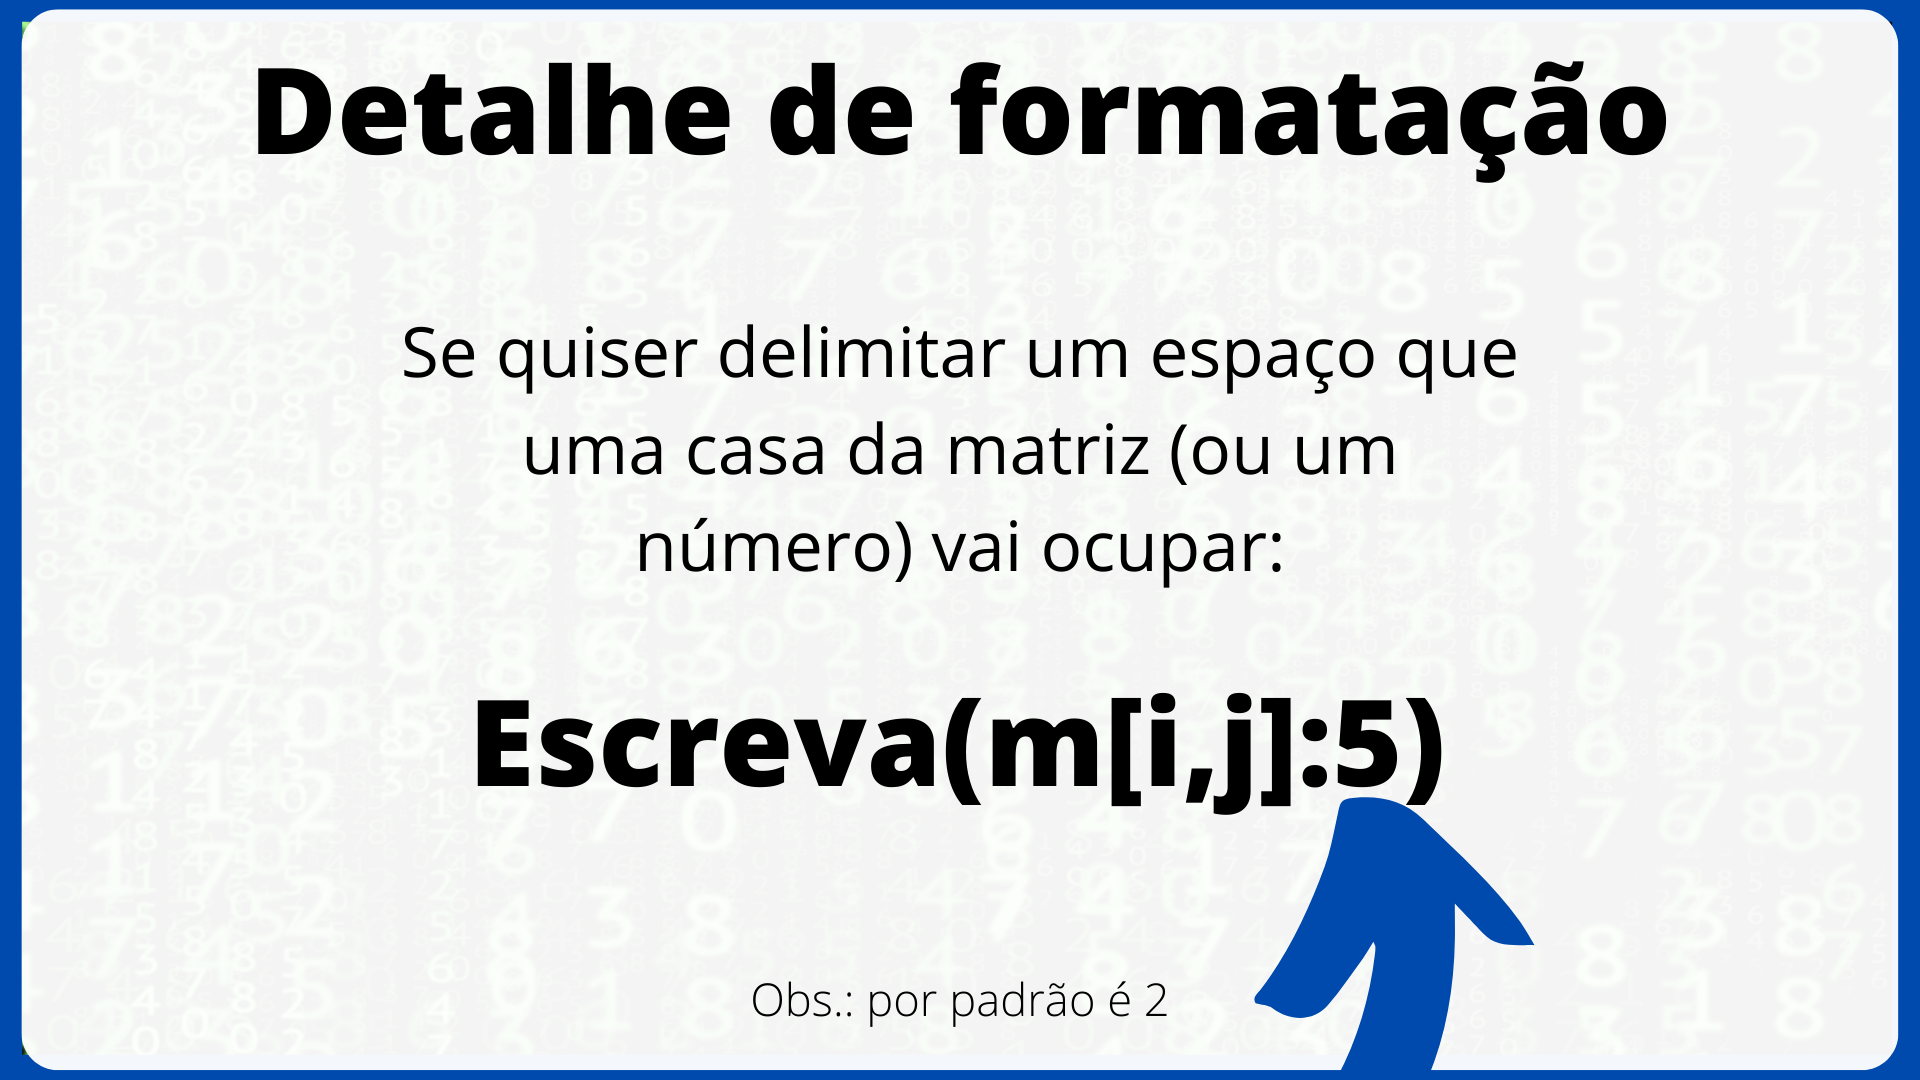 Detalhe de formatação
Se quiser delimitar um espaço que
uma casa da matriz (ou um
número) vai ocupar:
Escreva(m[i,j]:5)
Obs.: por padrão é 2